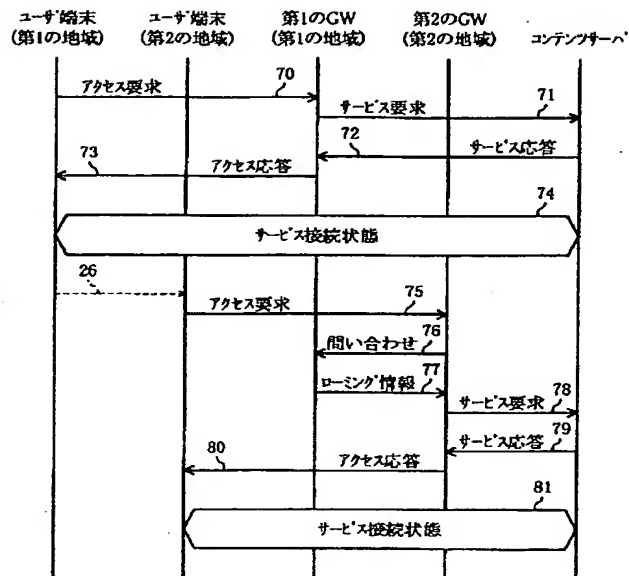 ユーザ端末 ユーザ端末 第1のGW 第2のGW
(第1の地域) (第2の地域) (第1の地域) (第2の地域) コンテンツサーバ
アクセス要求 70
サービス要求 71
72 サービス応答
73 アクセス応答
74
サービス接続状態
26
アクセス要求 75
問い合わせ 76
ローミング情報 77
サービス要求 78
サービス応答 79
80 アクセス応答
81
サービス接続状態